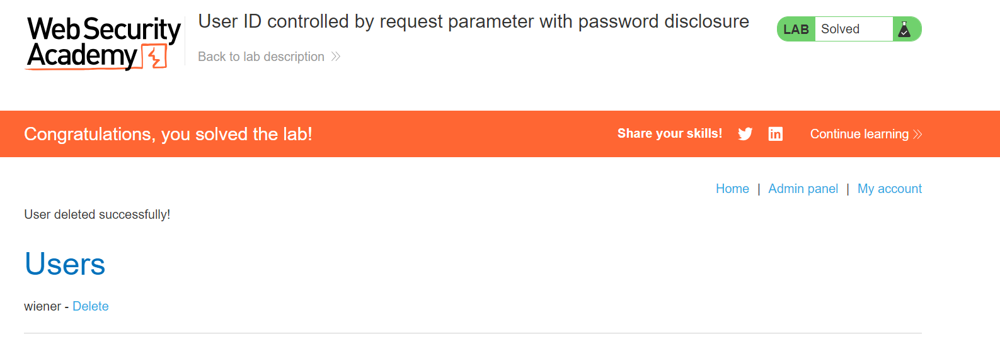 Web Security
Academy
User ID controlled by request parameter with password disclosure
Back to lab description
LAB Solved
Congratulations, you solved the lab!
Share your skills!
Continue learning
Home | Admin panel | My account
User deleted successfully!
Users
wiener - Delete